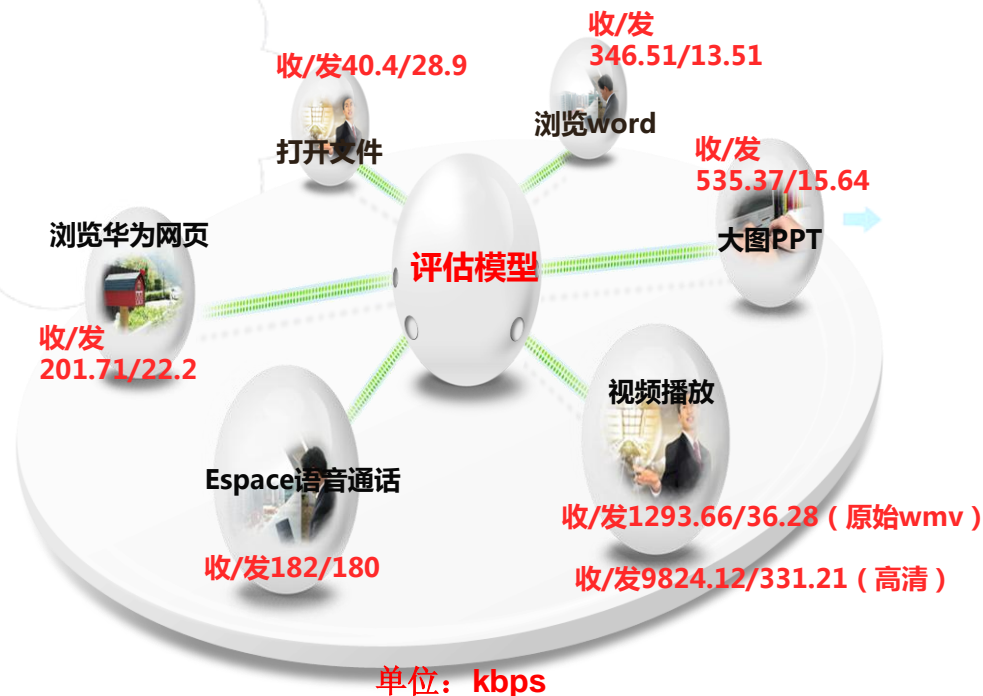 收/发
346.51/13.51
收/发40.4/28.9
浏览word
打开文件
收/发
535.37/15.64
浏览华为网页
大图PPT
评估模型
收/发
201.71/22.2
视频播放
Espace语音通话
收/发1293.66/36.28（原始wmv）
收/发182/180
收/发9824.12/331.21（高清）
单位：kbps